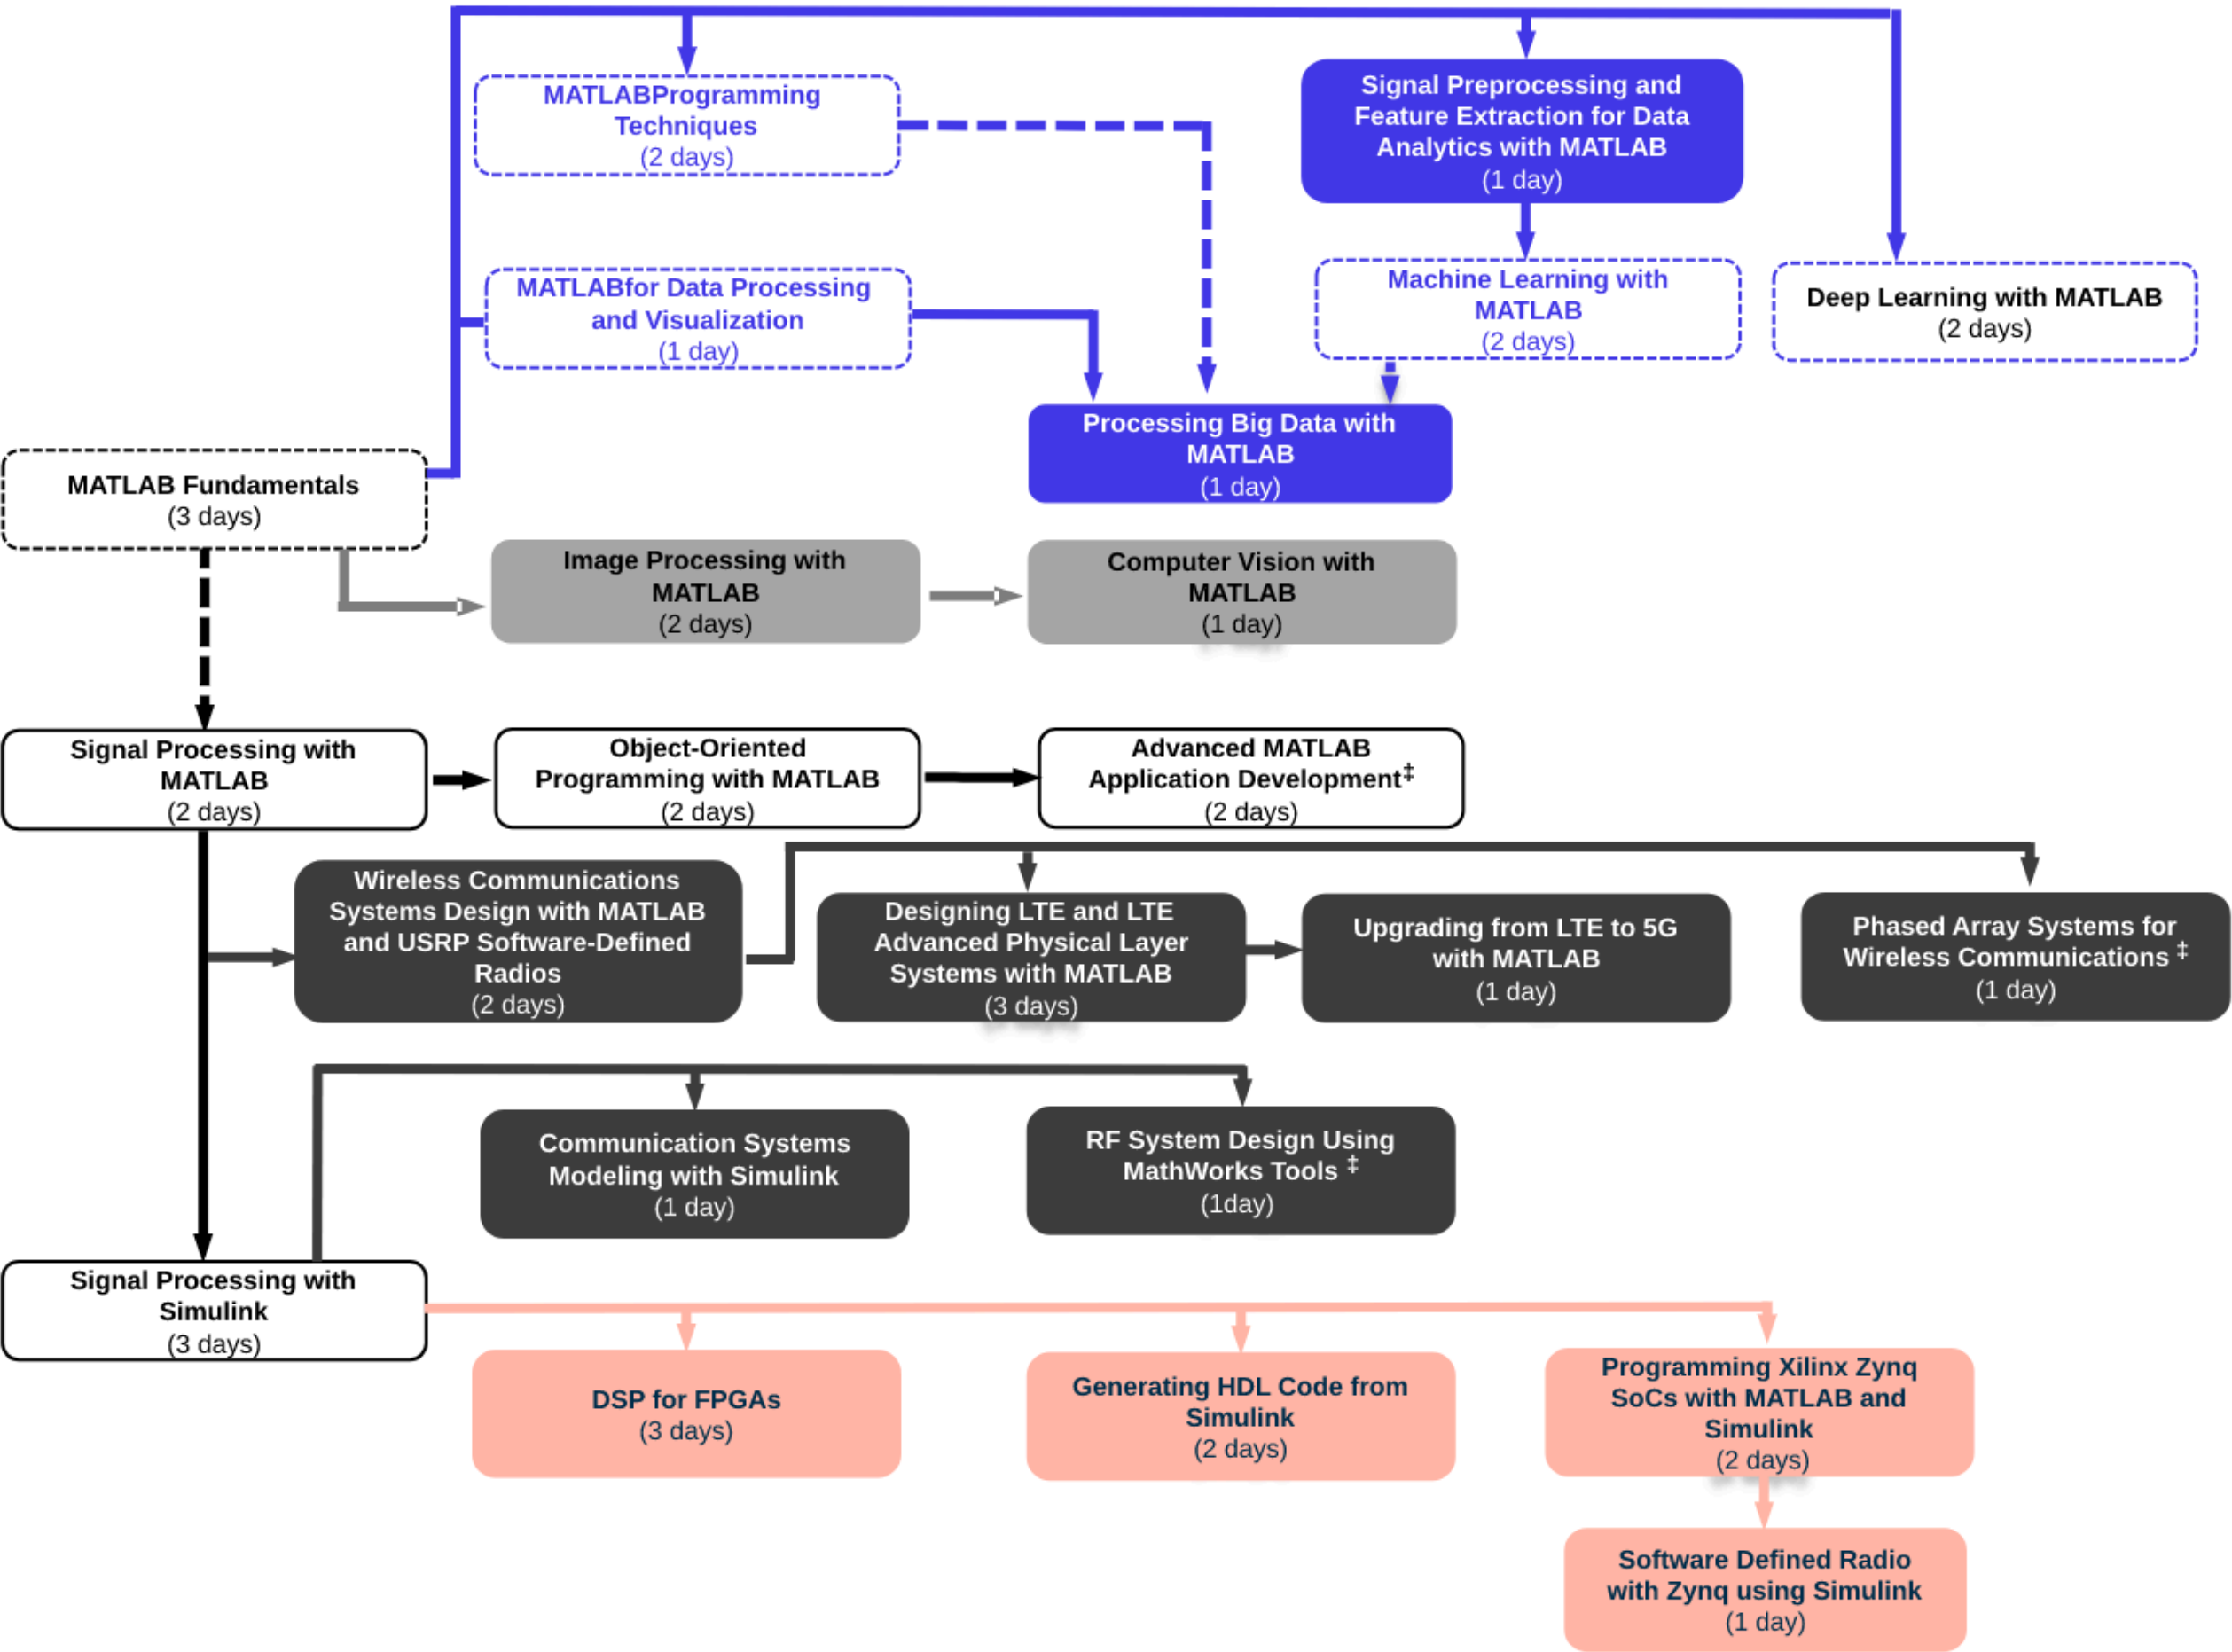 MATLABProgramming
Techniques
(2 days)
Signal Preprocessing and
Feature Extraction for Data
Analytics with MATLAB
(1 day)
MATLABfor Data Processing
and Visualization
(1 day)
Machine Learning with
MATLAB
(2 days)
Deep Learning with MATLAB
(2 days)
Processing Big Data with
MATLAB
(1 day)
MATLAB Fundamentals
(3 days)
Image Processing with
MATLAB
(2 days)
Computer Vision with
MATLAB
(1 day)
Signal Processing with
MATLAB
(2 days)
Object-Oriented
Programming with MATLAB
(2 days)
Advanced MATLAB
Application Development‡
(2 days)
Wireless Communications
Systems Design with MATLAB
and USRP Software-Defined
Radios
(2 days)
Designing LTE and LTE
Advanced Physical Layer
Systems with MATLAB
(3 days)
Upgrading from LTE to 5G
with MATLAB
(1 day)
Phased Array Systems for
Wireless Communications ‡
(1 day)
Communication Systems
Modeling with Simulink
(1 day)
RF System Design Using
MathWorks Tools ‡
(1day)
Signal Processing with
Simulink
(3 days)
DSP for FPGAs
(3 days)
Generating HDL Code from
Simulink
(2 days)
Programming Xilinx Zynq
SoCs with MATLAB and
Simulink
(2 days)
Software Defined Radio
with Zynq using Simulink
(1 day)